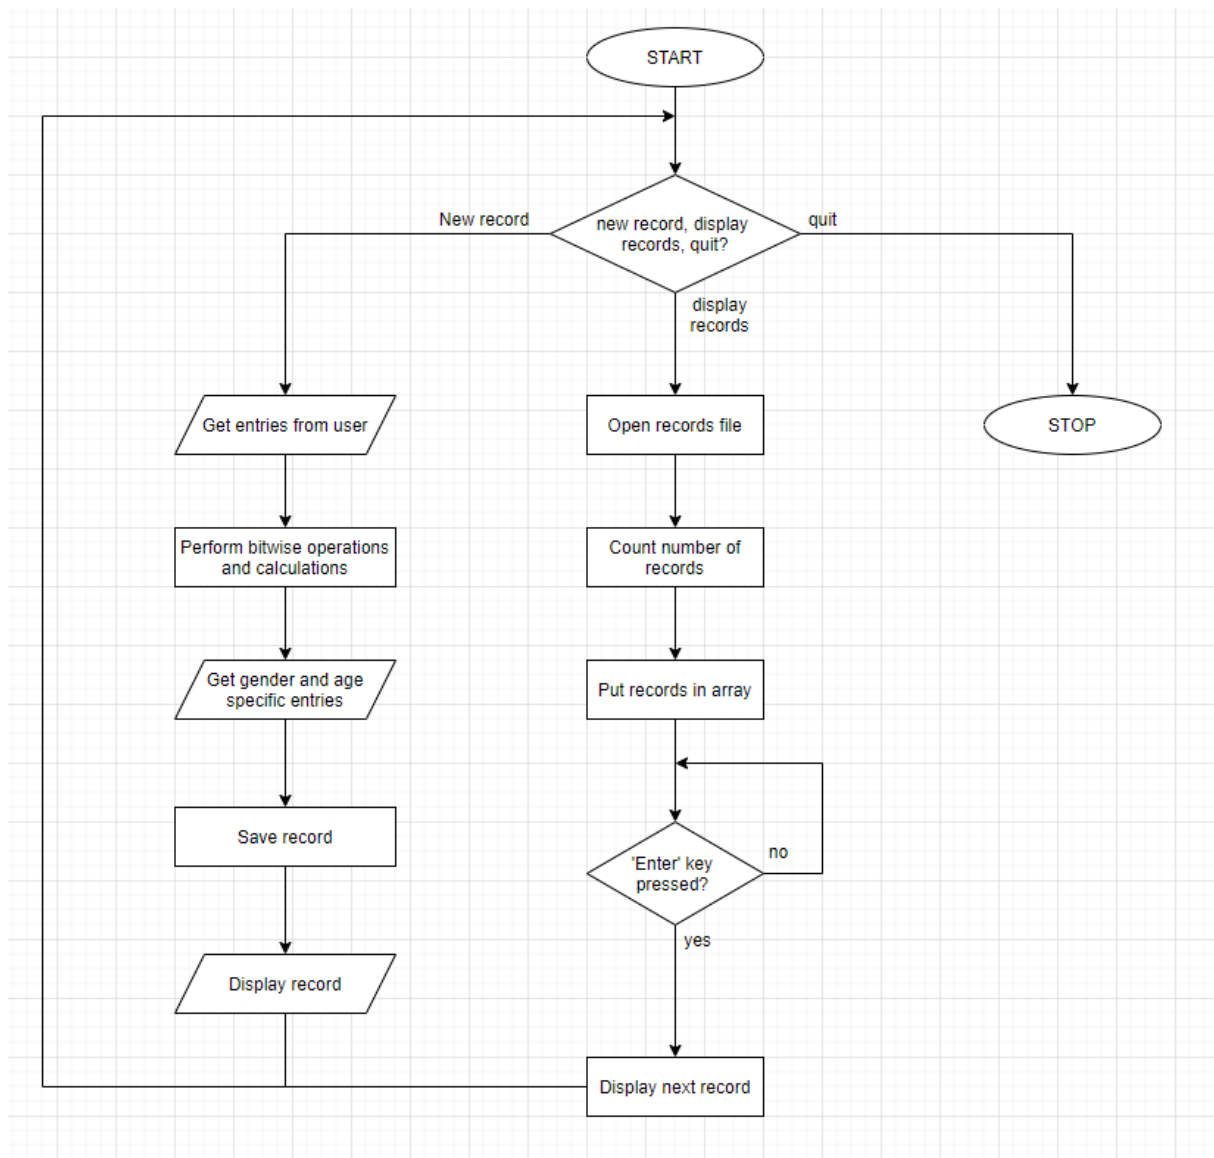 START
New record
new record, display
records, quit?
quit
display
records
Get entries from user
Open records file
STOP
Perform bitwise operations
and calculations
Count number of
records
Get gender and age
specific entries
Put records in array
Save record
'Enter' key
pressed?
no
yes
Display record
Display next record